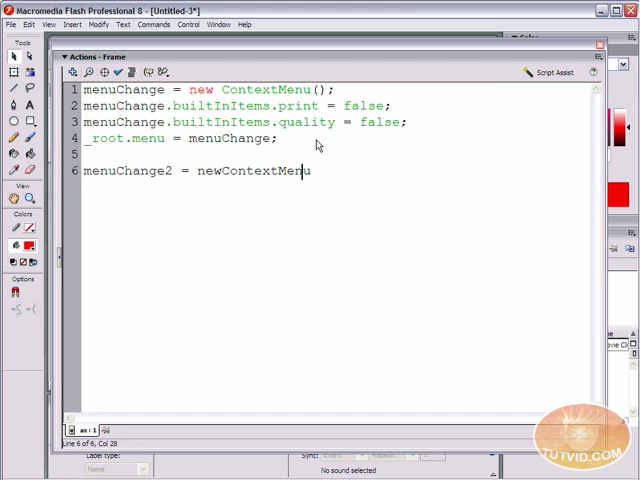 Macromedia Flash Professional 8 - [Untitled-3*]
File Edit View Insert Modify Text Commands Control Window Help
Tools
View
Colors
Options
Actions - Frame
Script Assist
1 menuChange = new ContextMenu();
2 menuChange.builtInItems.print = false;
3 menuChange.builtInItems.quality = false;
4 _root.menu = menuChange;
5
6 menuChange2 = newContextMenu
as : 1
Line 6 of 6, Col 28
Label type:
Name
Sync:
Repeat
No sound selected
TUTVID.COM